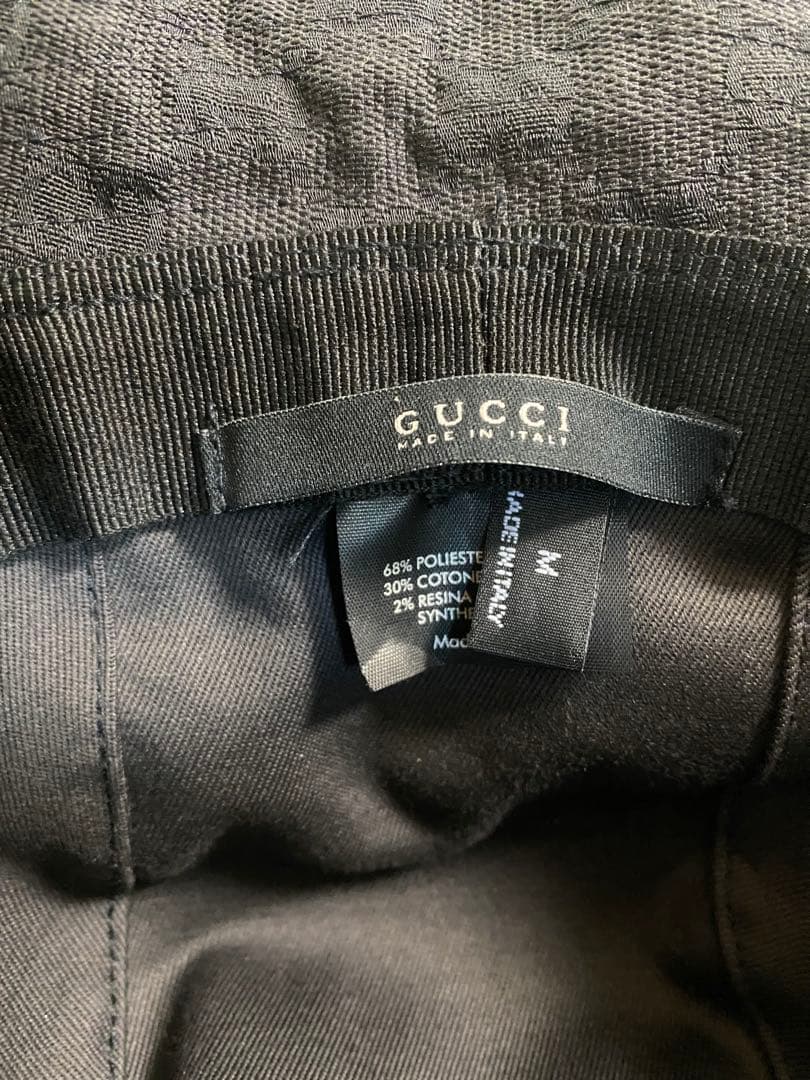 GUCCI
MADE IN ITALY
68% POLIESTE
30% COTONE
2% RESINA
SYNTHE
Mad
MADE IN ITALY
M